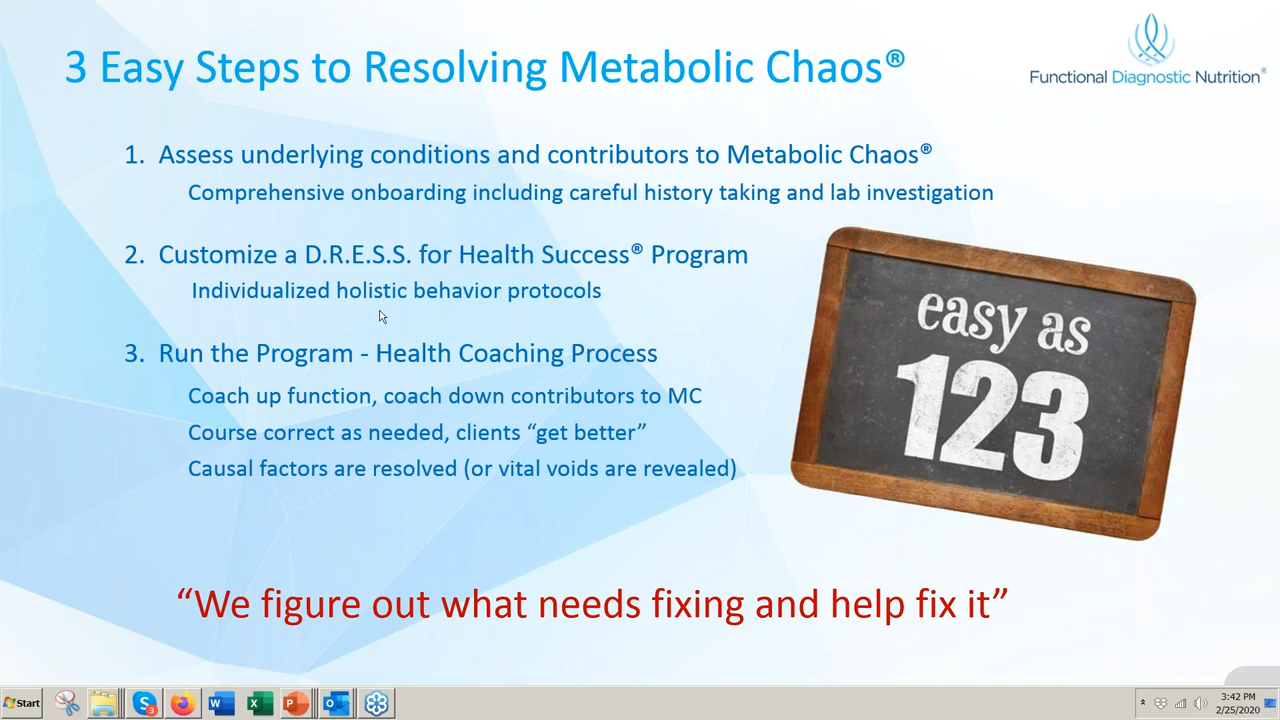 3 Easy Steps to Resolving Metabolic Chaos®
Functional Diagnostic Nutrition®
1. Assess underlying conditions and contributors to Metabolic Chaos®
Comprehensive onboarding including careful history taking and lab investigation
2. Customize a D.R.E.S.S. for Health Success® Program
Individualized holistic behavior protocols
3. Run the Program - Health Coaching Process
Coach up function, coach down contributors to MC
Course correct as needed, clients “get better”
Causal factors are resolved (or vital voids are revealed)
easy as
123
“We figure out what needs fixing and help fix it”
Start
3:42 PM
2/25/2020